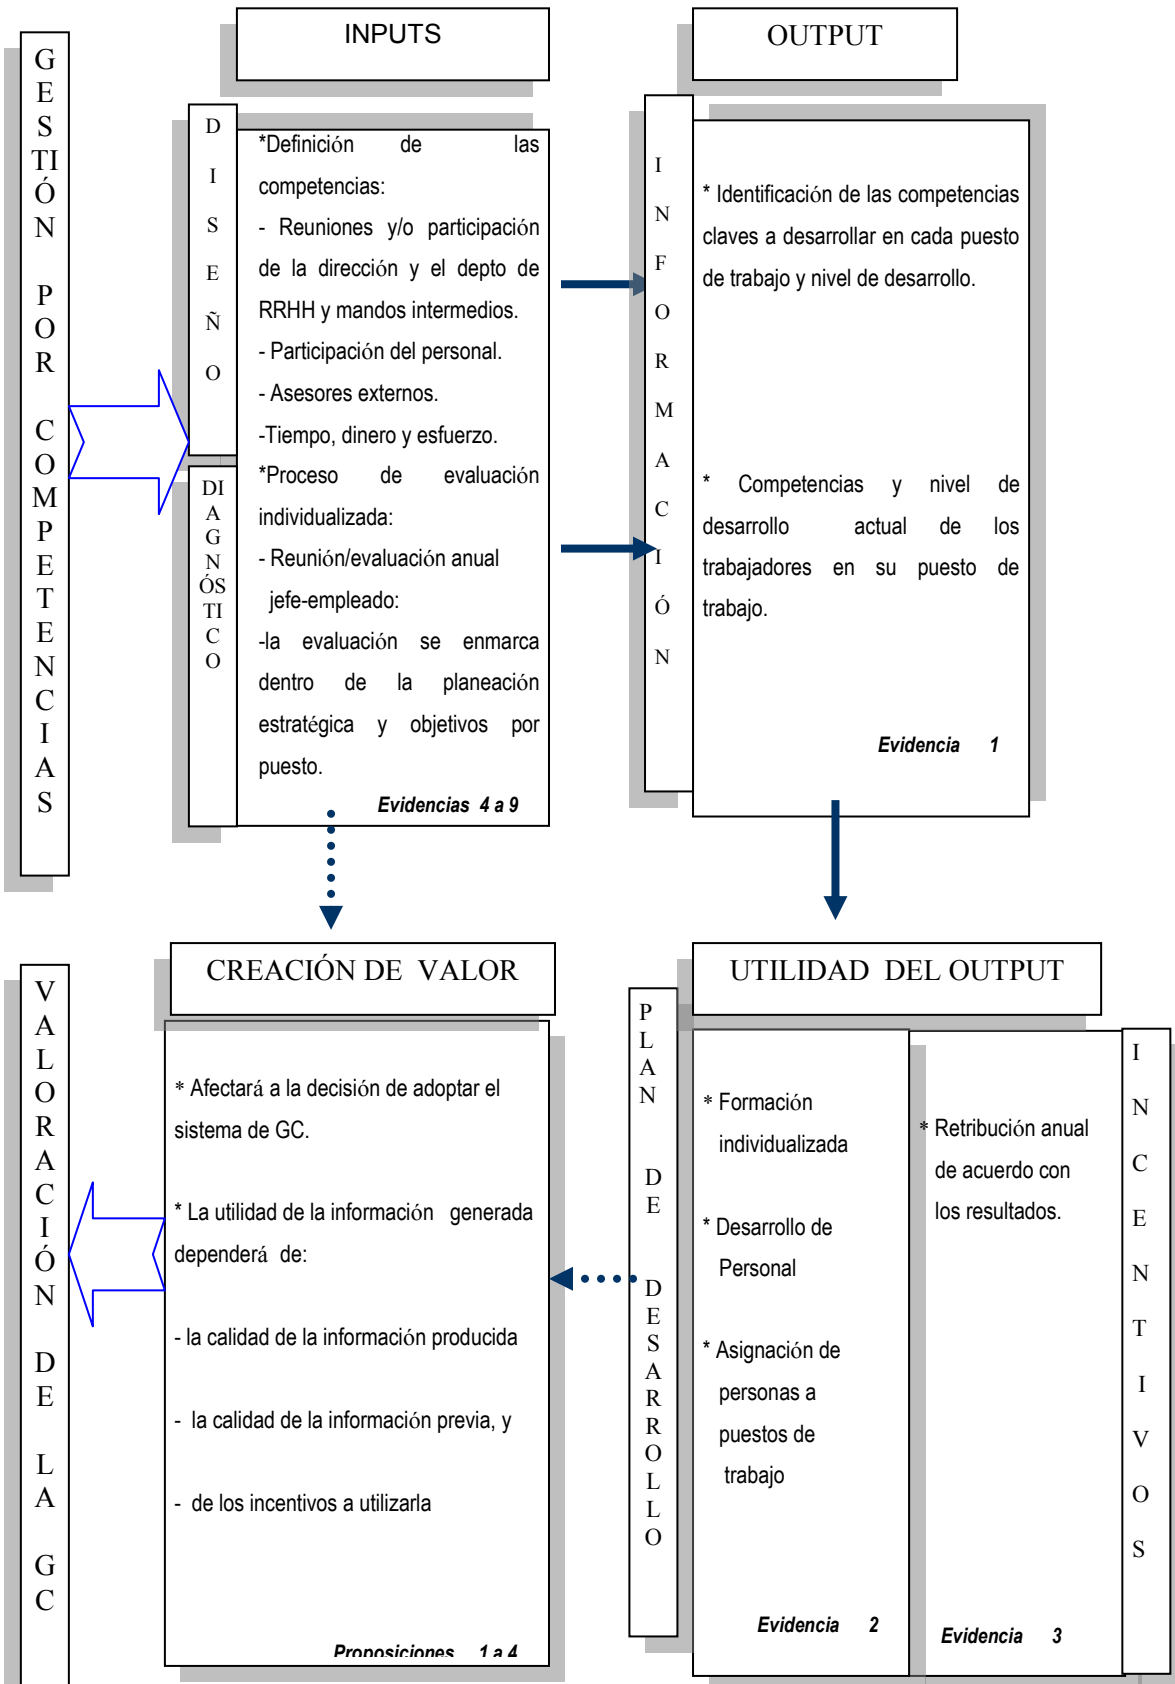 GESTIÓN POR COMPETENCIAS
INPUTS
DISEÑO
DIAGNÓSTICO
*Definición de las
competencias:
- Reuniones y/o participación
de la dirección y el depto de
RRHH y mandos intermedios.
- Participación del personal.
- Asesores externos.
-Tiempo, dinero y esfuerzo.
*Proceso de evaluación
individualizada:
- Reunión/evaluación anual
jefe-empleado:
-la evaluación se enmarca
dentro de la planeación
estratégica y objetivos por
puesto.
Evidencias 4 a 9
OUTPUT
INFORMACIÓN
* Identificación de las competencias
claves a desarrollar en cada puesto
de trabajo y nivel de desarrollo.
* Competencias y nivel de
desarrollo actual de los
trabajadores en su puesto de
trabajo.
Evidencia 1
VALORACIÓN DE LA GC
CREACIÓN DE VALOR
* Afectará a la decisión de adoptar el
sistema de GC.
* La utilidad de la información generada
dependerá de:
- la calidad de la información producida
- la calidad de la información previa, y
- de los incentivos a utilizarla
Proposiciones 1 a 4
UTILIDAD DEL OUTPUT
PLAN DE DESARROLLO
* Formación
individualizada
* Desarrollo de
Personal
* Asignación de
personas a
puestos de
trabajo
Evidencia 2
* Retribución anual
de acuerdo con
los resultados.
Evidencia 3
INCENTIVOS